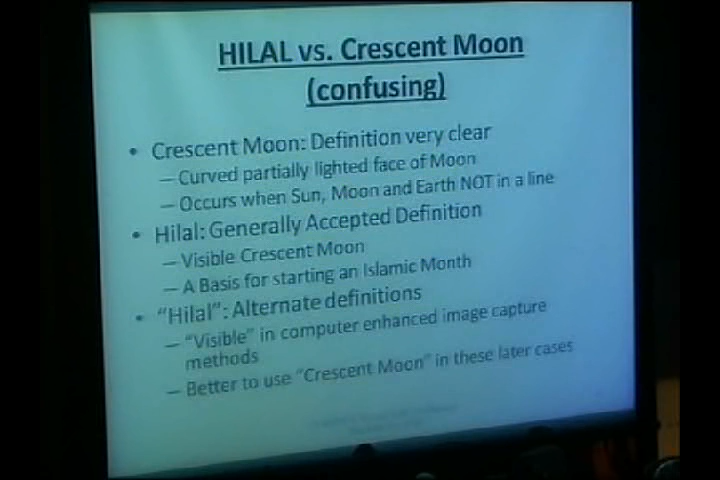 HILAL vs. Crescent Moon
(confusing)
• Crescent Moon: Definition very clear
– Curved partially lighted face of Moon
– Occurs when Sun, Moon and Earth NOT in a line
• Hilal: Generally Accepted Definition
– Visible Crescent Moon
– A Basis for starting an Islamic Month
• “Hilal”: Alternate definitions
– “Visible” in computer enhanced image capture
methods
– Better to use “Crescent Moon” in these later cases